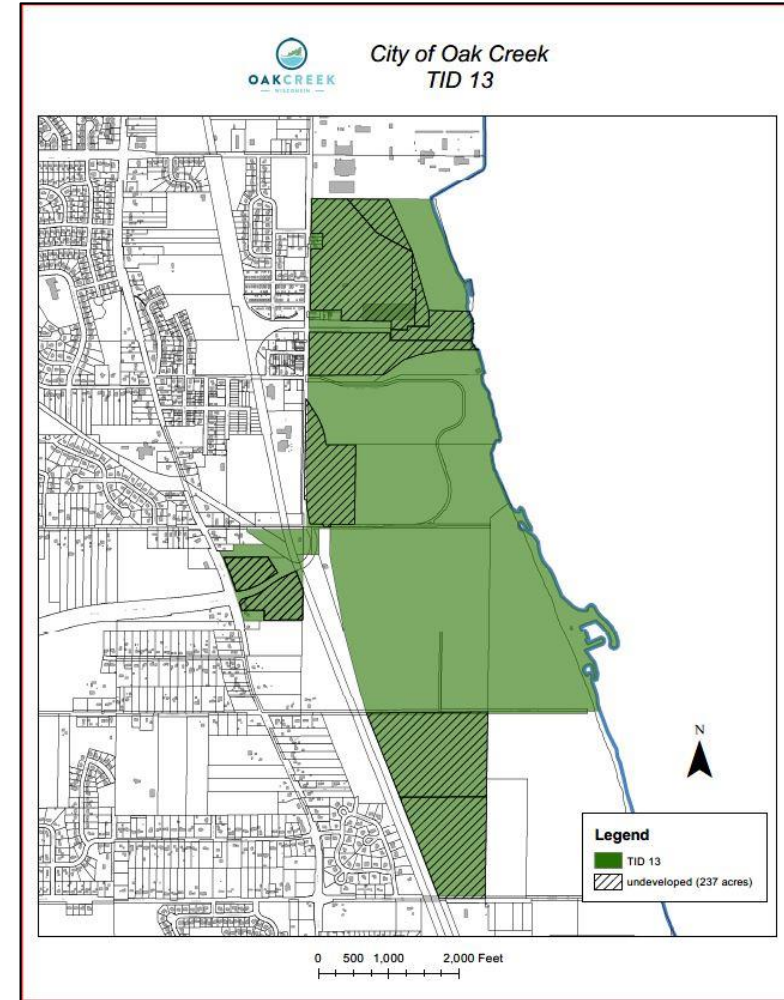 OAKCREEK
— WISCONSIN —
City of Oak Creek
TID 13
N
Legend
TID 13
undeveloped (237 acres)
0 500 1,000 2,000 Feet